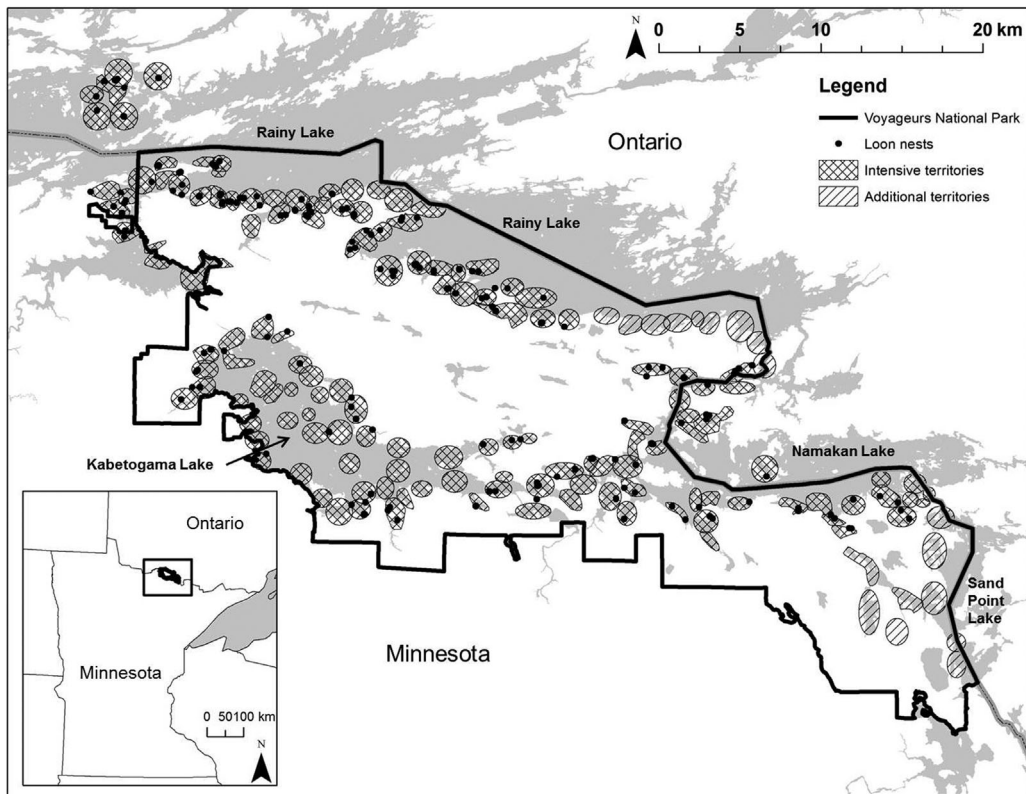 N
0 5 10 20 km
Legend
Voyageurs National Park
Loon nests
Intensive territories
Additional territories
Rainy Lake
Ontario
Rainy Lake
Kabetogama Lake
Namakan Lake
Sand
Point
Lake
Minnesota
Ontario
Minnesota
0 50100 km
N